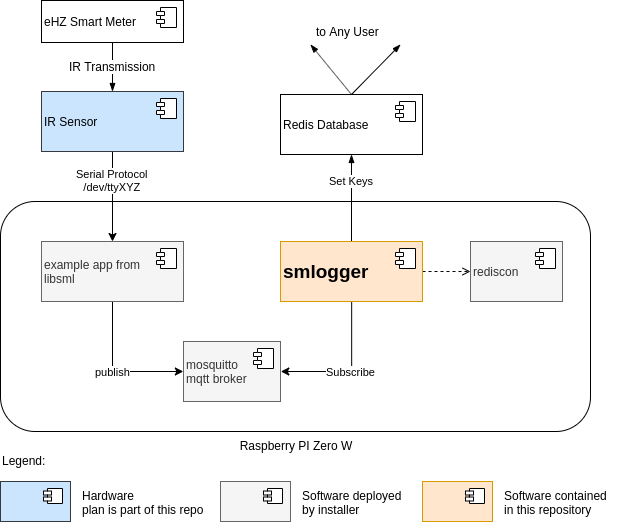 eHZ Smart Meter
to Any User
IR Transmission
IR Sensor
Redis Database
Serial Protocol
/dev/ttyXYZ
Set Keys
example app from
libsml
smlogger
rediscon
mosquitto
mqtt broker
publish
Subscribe
Raspberry PI Zero W
Legend:
Hardware
plan is part of this repo
Software deployed
by installer
Software contained
in this repository